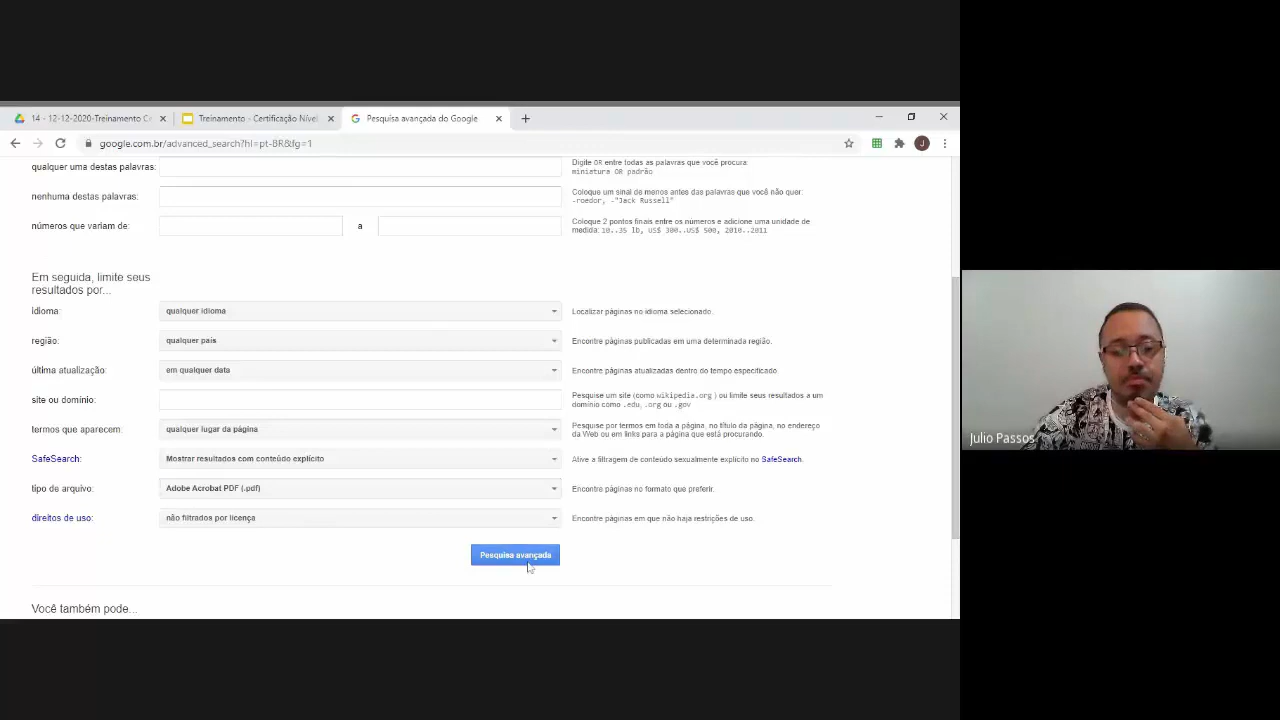 14 - 12-12-2020-Treinamento Ce
Treinamento - Certificação Nível
Pesquisa avançada do Google
google.com.br/advanced_search?hl=pt-BR&fg=1
J
qualquer uma destas palavras:
Digite OR entre todas as palavras que você procura
miniatura OR padrão
nenhuma destas palavras:
Coloque um sinal de menos antes das palavras que você não quer:
-roedor, -"Jack Russell"
números que variam de:
a
Coloque 2 pontos finais entre os números e adicione uma unidade de
medida: 10..35 lb, US$ 300..US$ 500, 2010..2011
Em seguida, limite seus
resultados por...
idioma:
qualquer idioma
Localizar páginas no idioma selecionado.
região:
qualquer país
Encontre páginas publicadas em uma determinada região.
última atualização:
em qualquer data
Encontre páginas atualizadas dentro do tempo especificado
site ou domínio:
Pesquise um site (como wikipedia.org ) ou limite seus resultados a um
domínio como .edu, .org ou .gov
termos que aparecem:
qualquer lugar da página
Pesquse por termos em toda a página, no título da página, no endereço
da Web ou em links para a página que está procurando.
SafeSearch:
Mostrar resultados com conteúdo explícito
Ative a filtragem de conteúdo sexualmente explícito no SafeSearch.
tipo de arquivo:
Adobe Acrobat PDF (.pdf)
Encontre páginas no formato que preferir.
direitos de uso:
não filtrados por licença
Encontre páginas em que não haja restrições de uso.
Pesquisa avançada
Você também pode...
Julio Passos